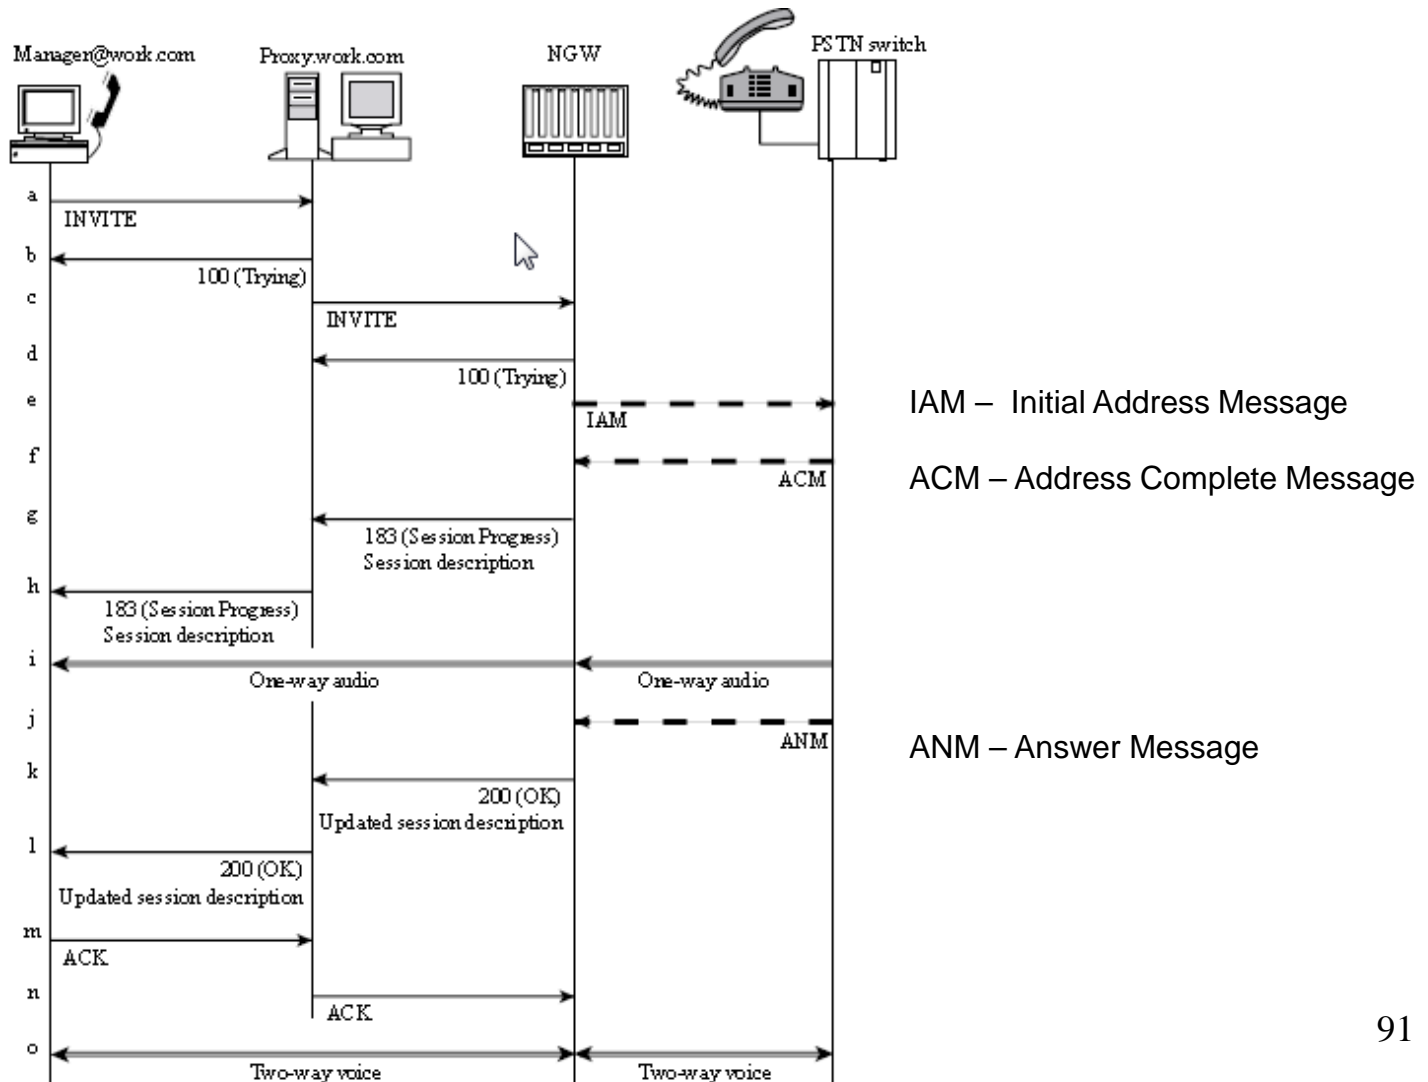 Manager@work.com
Proxy.work.com
NGW
PSTN switch
a
INVITE
b
100 (Trying)
c
INVITE
d
100 (Trying)
e
IAM
IAM – Initial Address Message
f
ACM
ACM – Address Complete Message
g
183 (Session Progress)
Session description
h
183 (Session Progress)
Session description
i
One-way audio
One-way audio
j
ANM
ANM – Answer Message
k
200 (OK)
Updated session description
l
200 (OK)
Updated session description
m
ACK
n
ACK
91
o
Two-way voice
Two-way voice